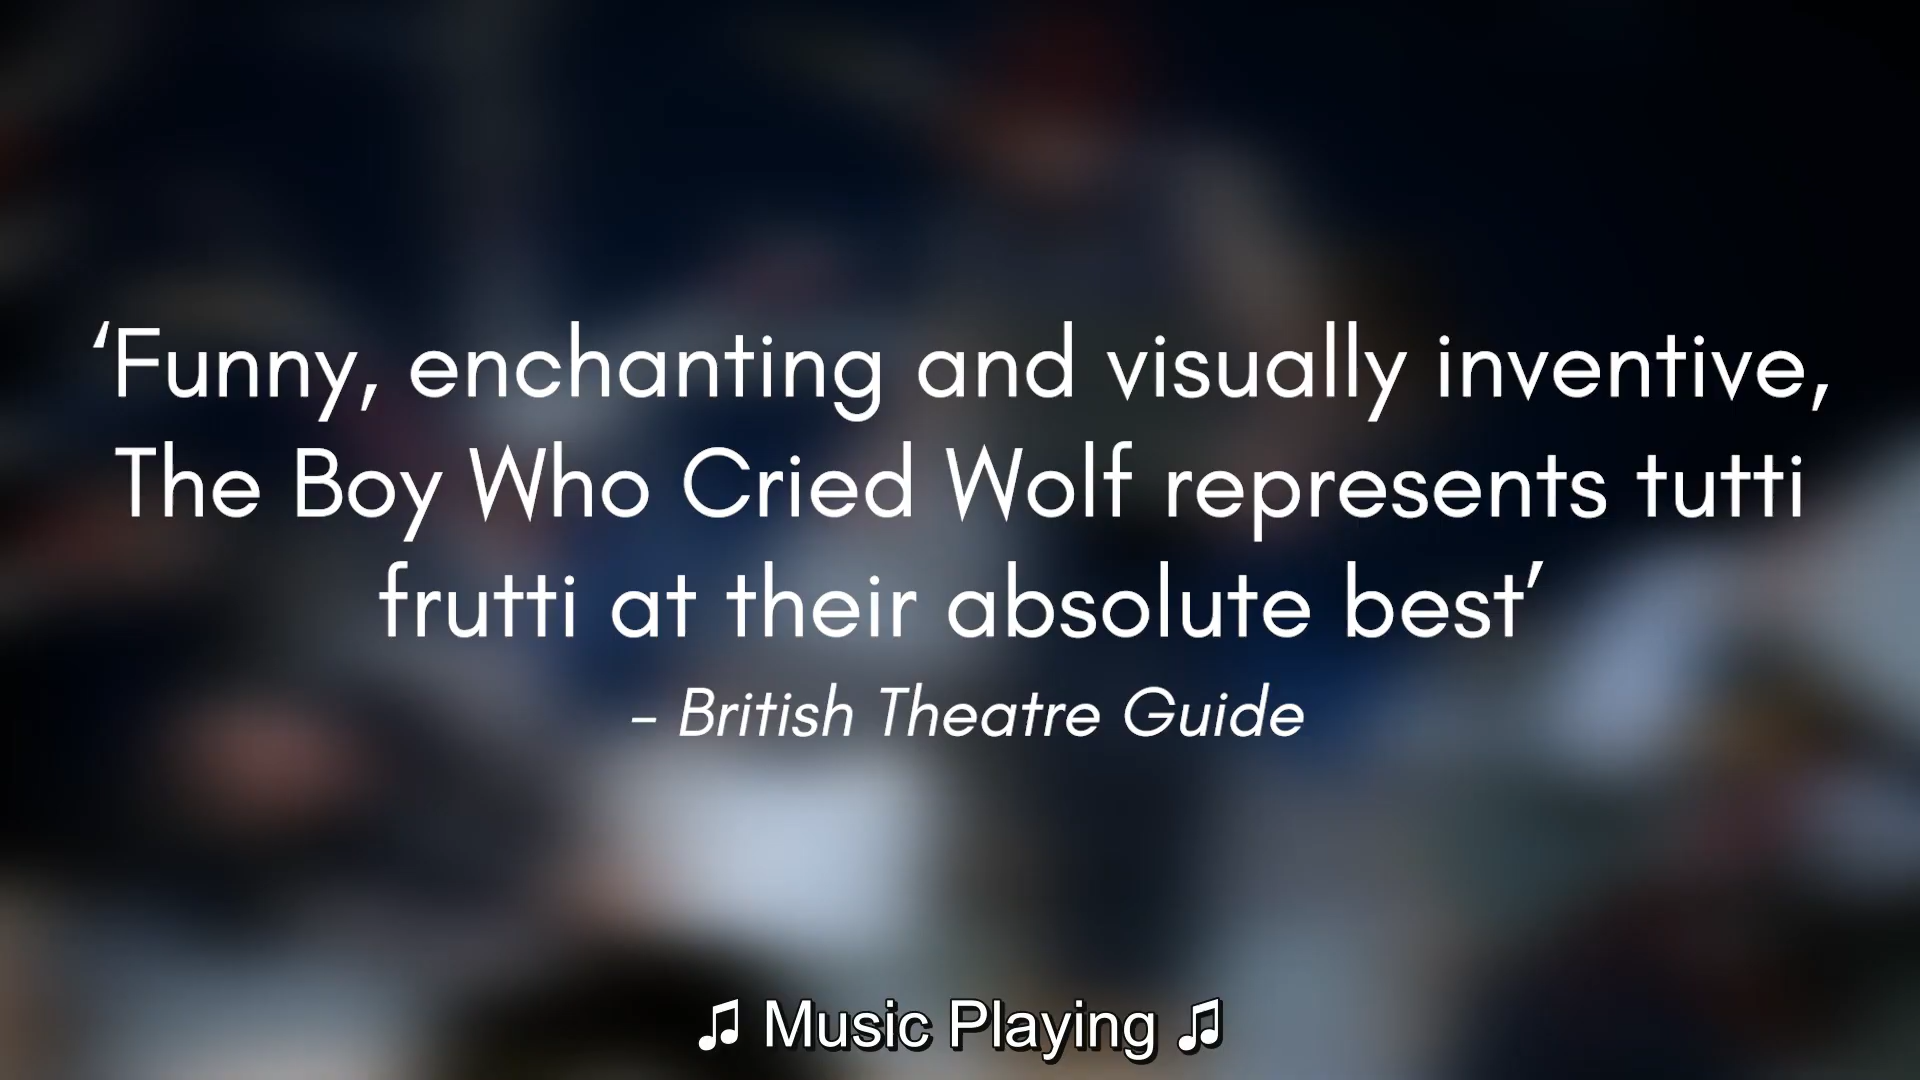 ‘Funny, enchanting and visually inventive,
The Boy Who Cried Wolf represents tutti
frutti at their absolute best’
– British Theatre Guide
♫ Music Playing ♫